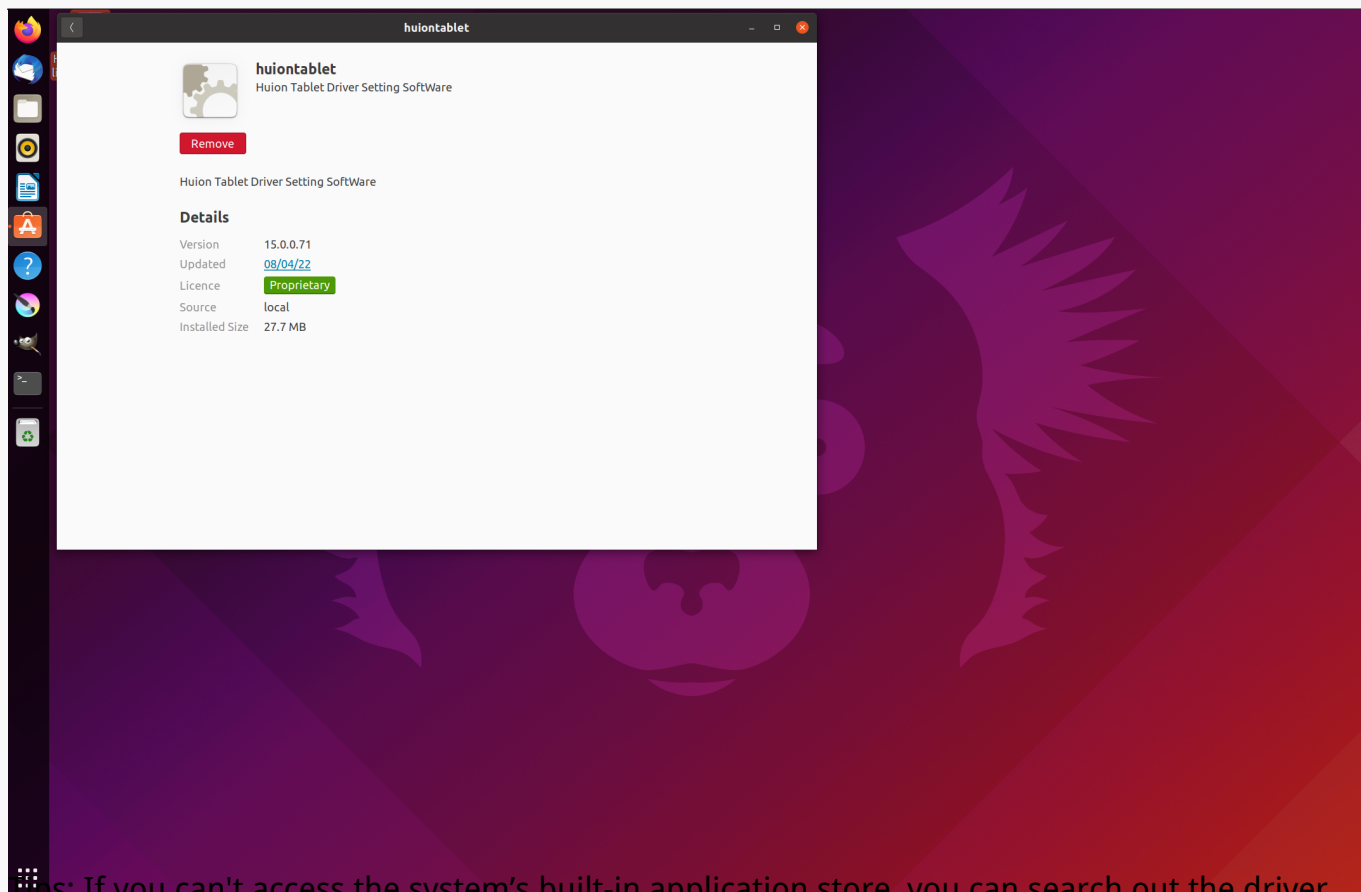 huiontablet
huiontablet
Huion Tablet Driver Setting SoftWare
Remove
Huion Tablet Driver Setting SoftWare
Details
Version 15.0.0.71
Updated 08/04/22
Licence Proprietary
Source local
Installed Size 27.7 MB
If you can't access the system's built-in application store, you can search out the driver